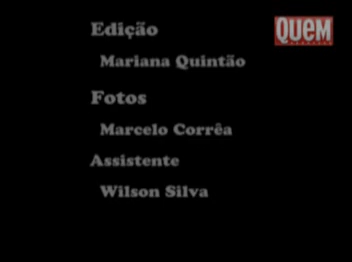 Edição
QUEM
Mariana Quintão
Fotos
Marcelo Corrêa
Assistente
Wilson Silva